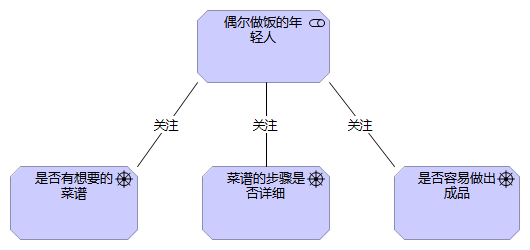 偶尔做饭的年
轻人
关注
关注
关注
是否有想要的
菜谱
菜谱的步骤是
否详细
是否容易做出
成品